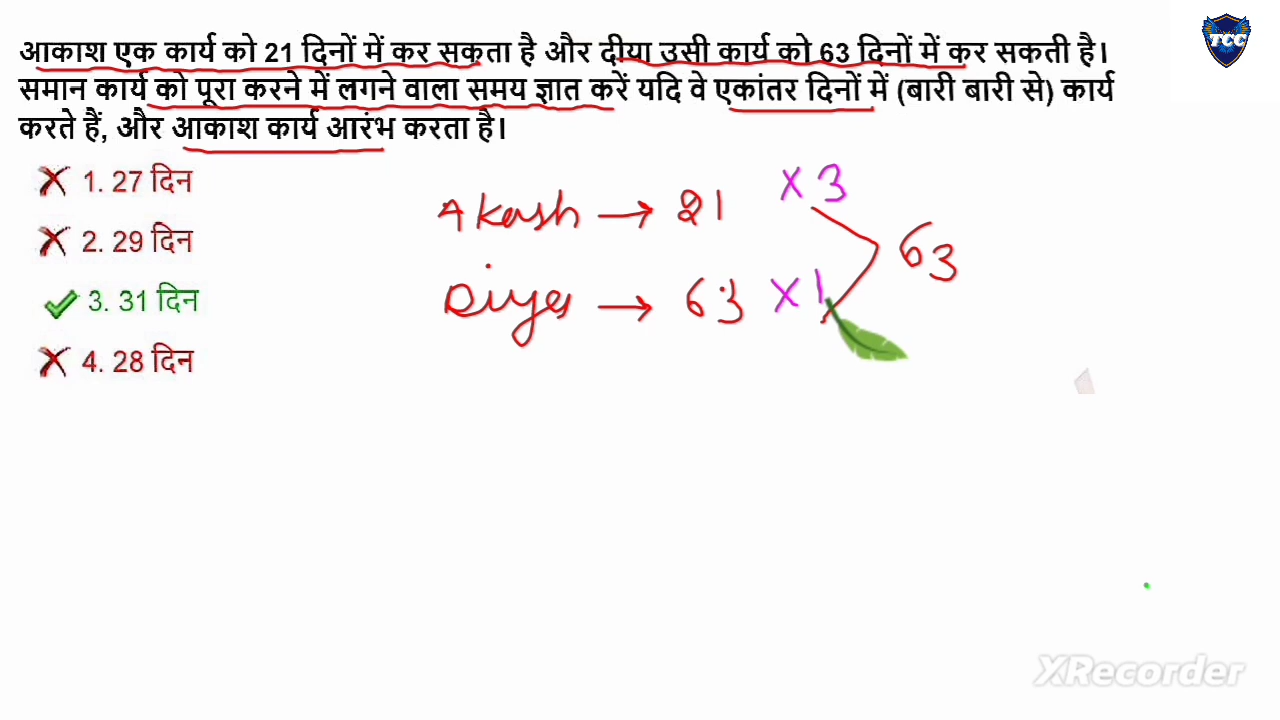 TCC
आकाश एक कार्य को 21 दिनों में कर सकता है और दीया उसी कार्य को 63 दिनों में कर सकती है।
समान कार्य को पूरा करने में लगने वाला समय ज्ञात करें यदि वे एकांतर दिनों में (बारी बारी से) कार्य
करते हैं, और आकाश कार्य आरंभ करता है।
1. 27 दिन
2. 29 दिन
3. 31 दिन
4. 28 दिन
Akash → 21 × 3
63
Diya → 63 × 1
XRecorder